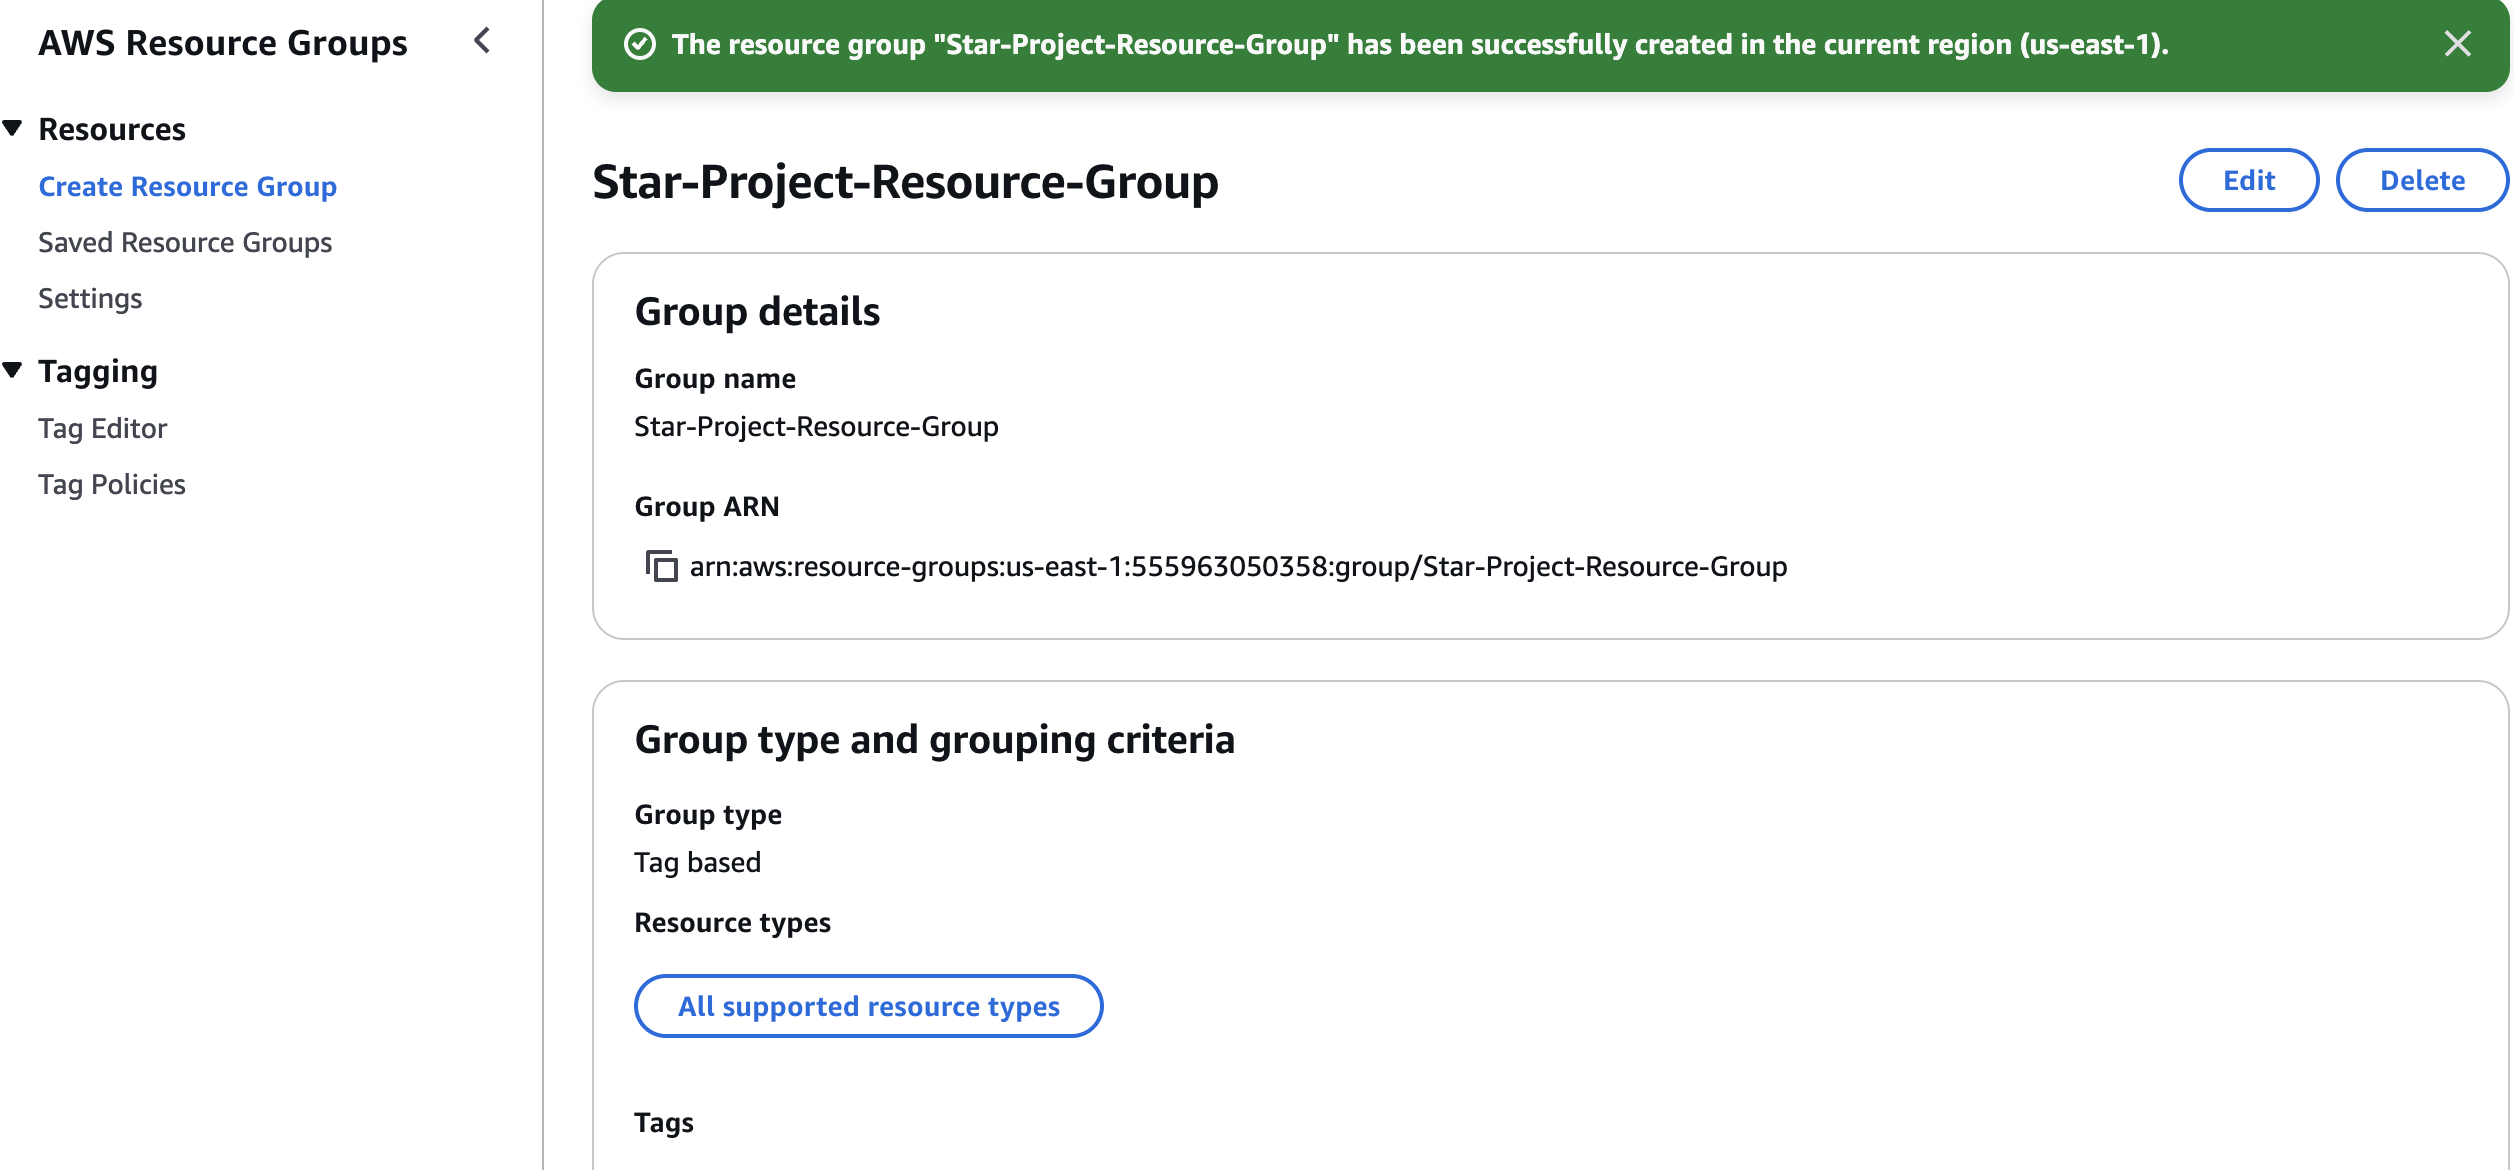 AWS Resource Groups
Resources
Create Resource Group
Saved Resource Groups
Settings
Tagging
Tag Editor
Tag Policies
The resource group "Star-Project-Resource-Group" has been successfully created in the current region (us-east-1).
Star-Project-Resource-Group
Edit
Delete
Group details
Group name
Star-Project-Resource-Group
Group ARN
arn:aws:resource-groups:us-east-1:555963050358:group/Star-Project-Resource-Group
Group type and grouping criteria
Group type
Tag based
Resource types
All supported resource types
Tags